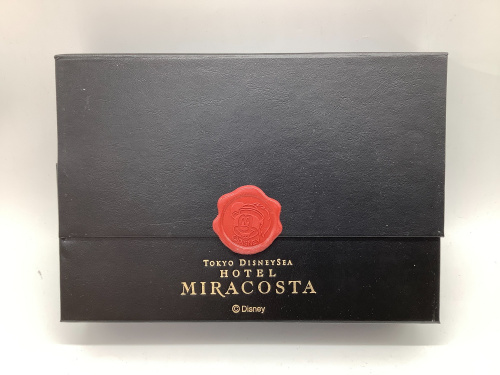 TOKYO DISNEYSEA
HOTEL
MIRACOSTA
© Disney